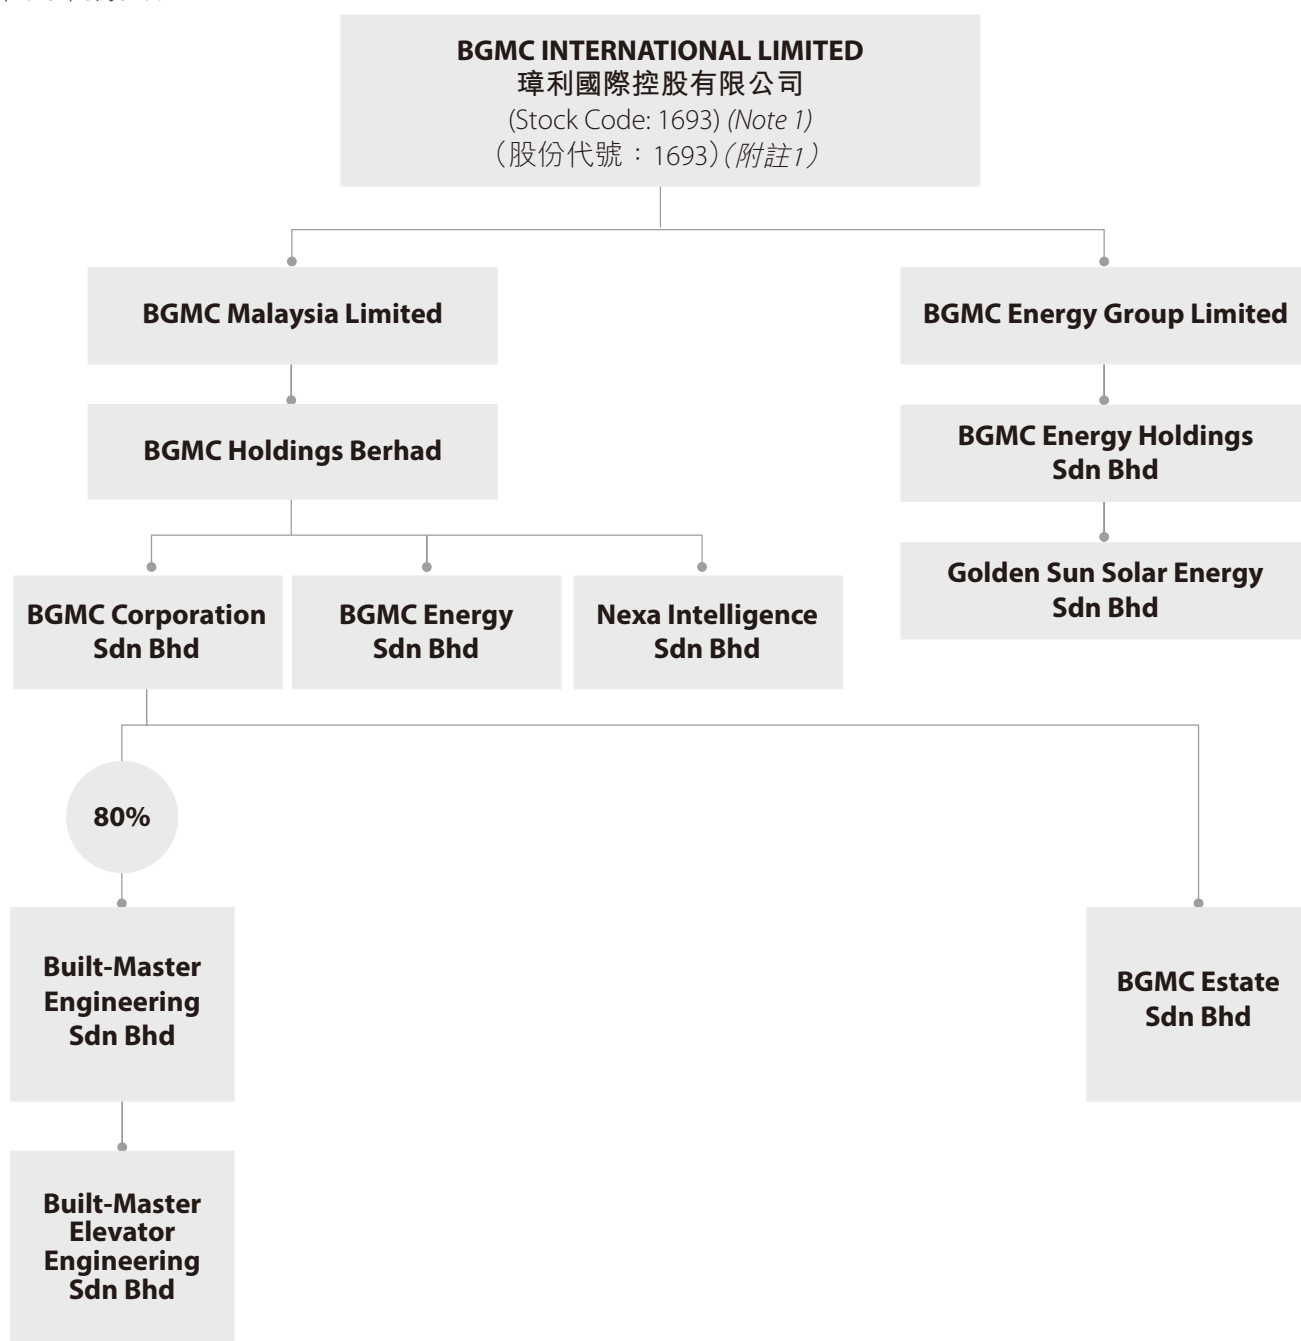 BGMC INTERNATIONAL LIMITED
璋利國際控股有限公司
(Stock Code: 1693) (Note 1)
（股份代號：1693）（附註1）
BGMC Malaysia Limited
BGMC Energy Group Limited
BGMC Holdings Berhad
BGMC Energy Holdings
Sdn Bhd
Golden Sun Solar Energy
Sdn Bhd
BGMC Corporation
Sdn Bhd
BGMC Energy
Sdn Bhd
Nexa Intelligence
Sdn Bhd
80%
Built-Master
Engineering
Sdn Bhd
BGMC Estate
Sdn Bhd
Built-Master
Elevator
Engineering
Sdn Bhd